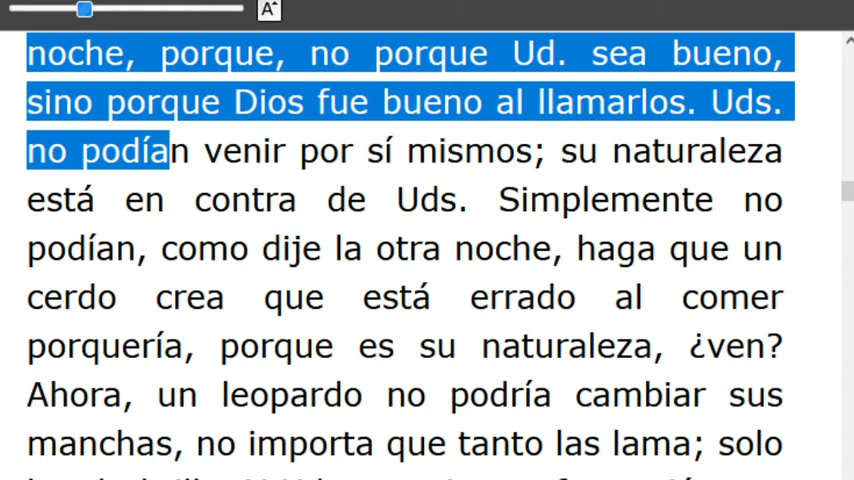 A
noche, porque, no porque Ud. sea bueno,
sino porque Dios fue bueno al llamarlos. Uds.
no podían venir por sí mismos; su naturaleza
está en contra de Uds. Simplemente no
podían, como dije la otra noche, haga que un
cerdo crea que está errado al comer
porquería, porque es su naturaleza, ¿ven?
Ahora, un leopardo no podría cambiar sus
manchas, no importa que tanto las lama; solo